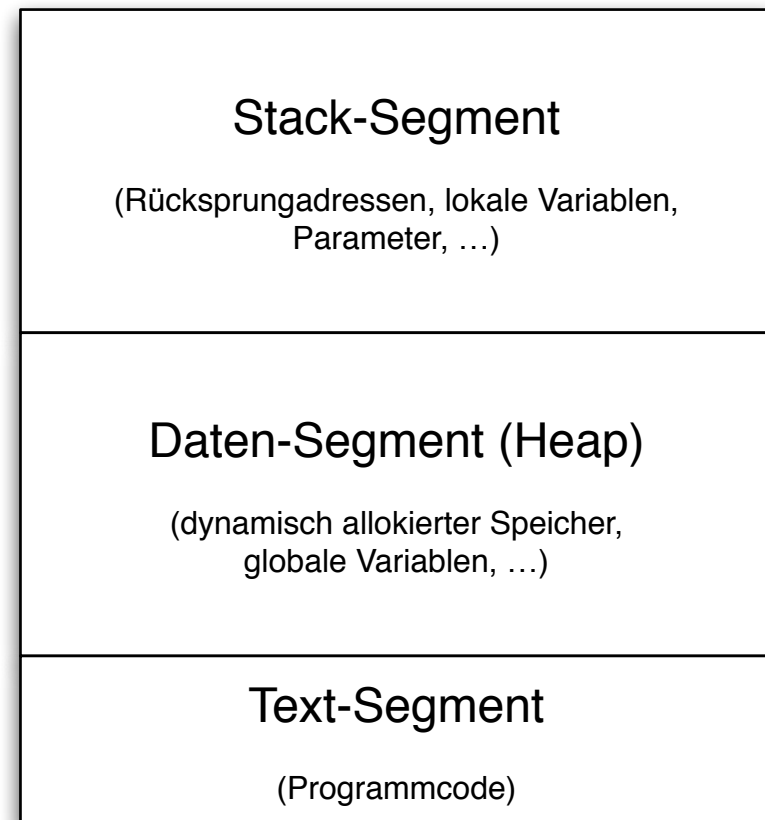 Stack-Segment
(Rücksprungadressen, lokale Variablen,
Parameter, …)
Daten-Segment (Heap)
(dynamisch allokierter Speicher,
globale Variablen, …)
Text-Segment
(Programmcode)